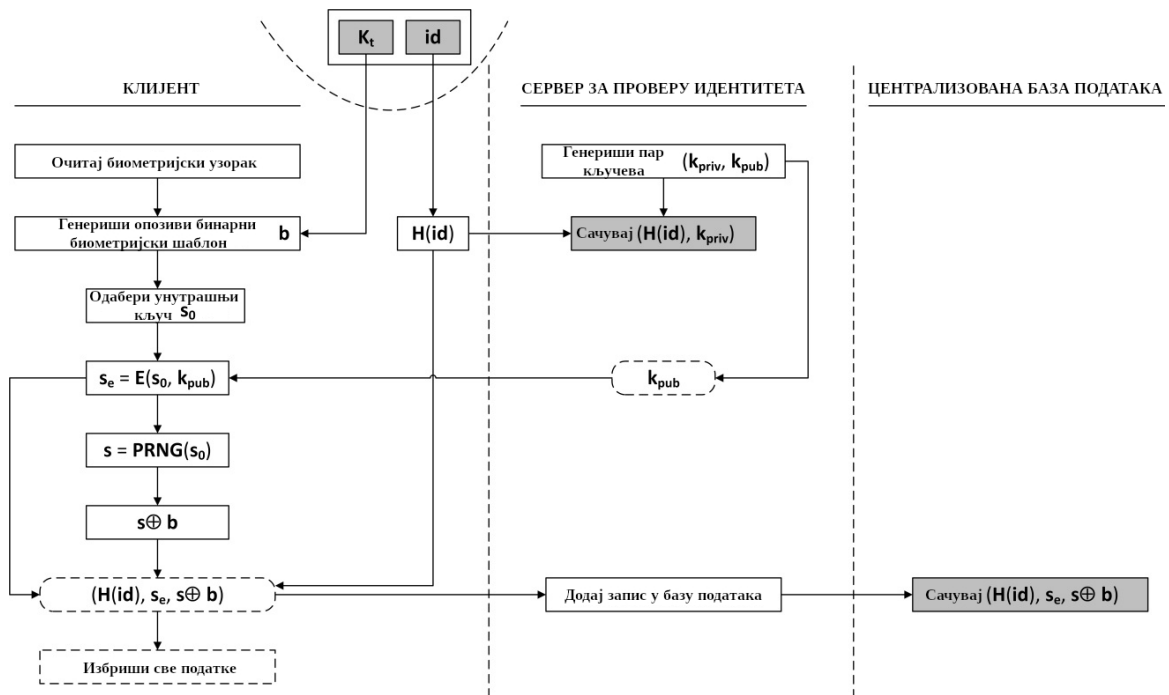 Kt id
КЛИЈЕНТ
СЕРВЕР ЗА ПРОВЕРУ ИДЕНТИТЕТА
ЦЕНТРАЛИЗОВАНА БАЗА ПОДАТАКА
Очитај биометријски узорак
Генериши пар (kpriv, kpub)
кључева
Генериши опозиви бинарни b
биометријски шаблон
H(id)
Сачувај (H(id), kpriv)
Одабери унутрашњи
кључ s0
se = E(s0, kpub)
kpub
s = PRNG(s0)
s⊕ b
(H(id), se, s⊕ b)
Додај запис у базу података
Сачувај (H(id), se, s⊕ b)
Избриши све податке